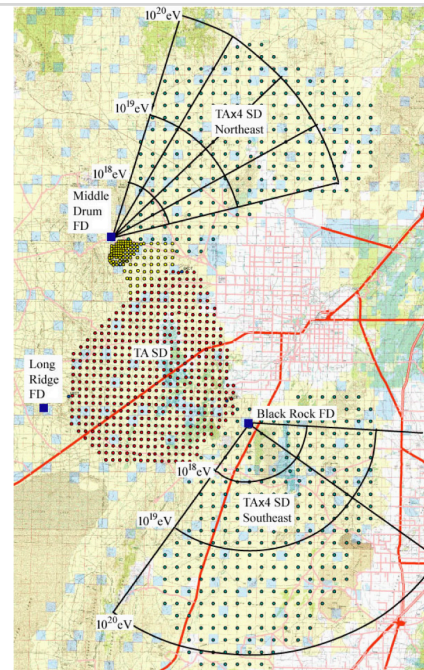 10²⁰eV
10¹⁹eV
TAx4 SD
Northeast
10¹⁸eV
Middle
Drum
FD
TA SD
Long
Ridge
FD
Black Rock FD
10¹⁸eV
TAx4 SD
Southeast
10¹⁹eV
10²⁰eV